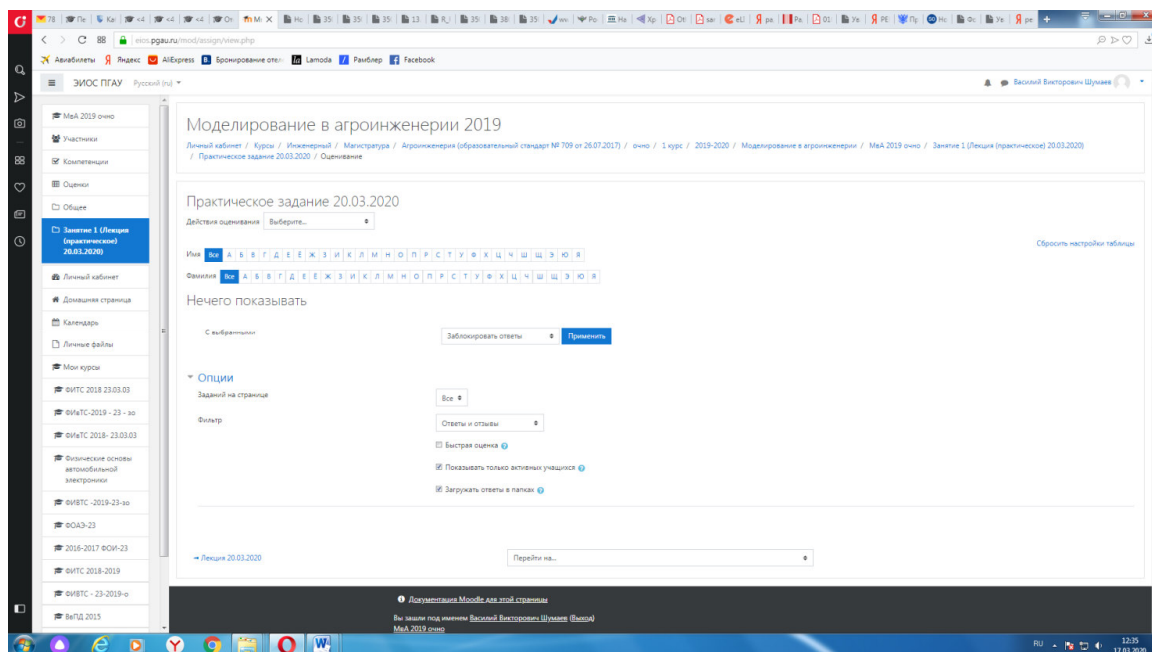 eios.pgau.ru/mod/assign/view.php
Авиабилеты Яндекс AliExpress Бронирование отел Lamoda Рамблер Facebook
ЭИОС ПГАУ Русский (ru)
Василий Викторович Шумаев
МвА 2019 очно
Участники
Компетенции
Оценки
Общее
Занятие 1 (Лекция
(практическое)
20.03.2020)
Личный кабинет
Домашняя страница
Календарь
Личные файлы
Мои курсы
ФИТС 2018 23.03.03
ФИвТС-2019 - 23 - зо
ФИвТС 2018- 23.03.03
Физические основы
автомобильной
электроники
ФИВТС -2019-23-зо
ФОАЭ-23
2016-2017 ФОИ-23
ФИТС 2018-2019
ФИВТС - 23-2019-о
ВеПД 2015
Моделирование в агроинженерии 2019
Личный кабинет / Курсы / Инженерный / Магистратура / Агроинженерия (образовательный стандарт № 709 от 26.07.2017) / очно / 1 курс / 2019-2020 / Моделирование в агроинженерии / МвА 2019 очно / Занятие 1 (Лекция (практическое) 20.03.2020)
/ Практическое задание 20.03.2020 / Оценивание
Практическое задание 20.03.2020
Действия оценивания Выберите...
Сбросить настройки таблицы
Имя Все А Б В Г Д Е Ё Ж З И К Л М Н О П Р С Т У Ф Х Ц Ч Ш Щ Э Ю Я
Фамилия Все А Б В Г Д Е Ё Ж З И К Л М Н О П Р С Т У Ф Х Ц Ч Ш Щ Э Ю Я
Нечего показывать
С выбранными Заблокировать ответы Применить
Опции
Заданий на странице Все
Фильтр Ответы и отзывы
Быстрая оценка
Показывать только активных учащихся
Загружать ответы в папках
→ Лекция 20.03.2020 Перейти на...
Документация Moodle для этой страницы
Вы зашли под именем Василий Викторович Шумаев (Выход)
МвА 2019 очно
RU 12:35
17.03.2020